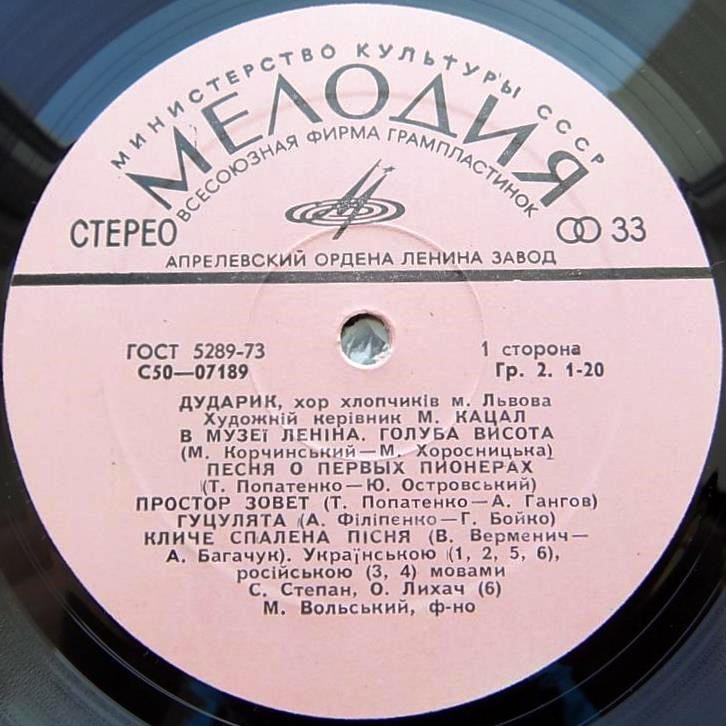 МИНИСТЕРСТВО КУЛЬТУРЫ СССР
МЕЛОДИЯ
ВСЕСОЮЗНАЯ ФИРМА ГРАМПЛАСТИНОК
СТЕРЕО 33
АПРЕЛЕВСКИЙ ОРДЕНА ЛЕНИНА ЗАВОД
ГОСТ 5289-73 1 сторона
С50—07189 Гр. 2. 1-20
ДУДАРИК, хор хлопчиків м. Львова
Художній керівник М. КАЦАЛ
В МУЗЕЇ ЛЕНІНА. ГОЛУБА ВИСОТА
(М. Корчинський—М. Хоросницька)
ПЕСНЯ О ПЕРВЫХ ПИОНЕРАХ
(Т. Попатенко—Ю. Островський)
ПРОСТОР ЗОВЕТ (Т. Попатенко—А. Гангов)
ГУЦУЛЯТА (А. Філіпенко—Г. Бойко)
КЛИЧЕ СПАЛЕНА ПІСНЯ (В. Верменич—
А. Багачук). Українською (1, 2, 5, 6),
російською (3, 4) мовами
С. Степан, О. Лихач (6)
М. Вольський, ф-но